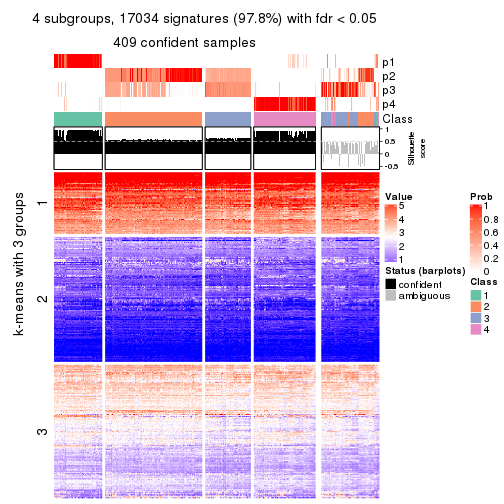 4 subgroups, 17034 signatures (97.8%) with fdr < 0.05
409 confident samples
p1
p2
p3
p4
Class
1
0.5
0
-0.5
Silhouette
score
k-means with 3 groups
1
2
3
Value
5
4
3
2
1
Status (barplots)
confident
ambiguous
Prob
1
0.8
0.6
0.4
0.2
0
Class
1
2
3
4